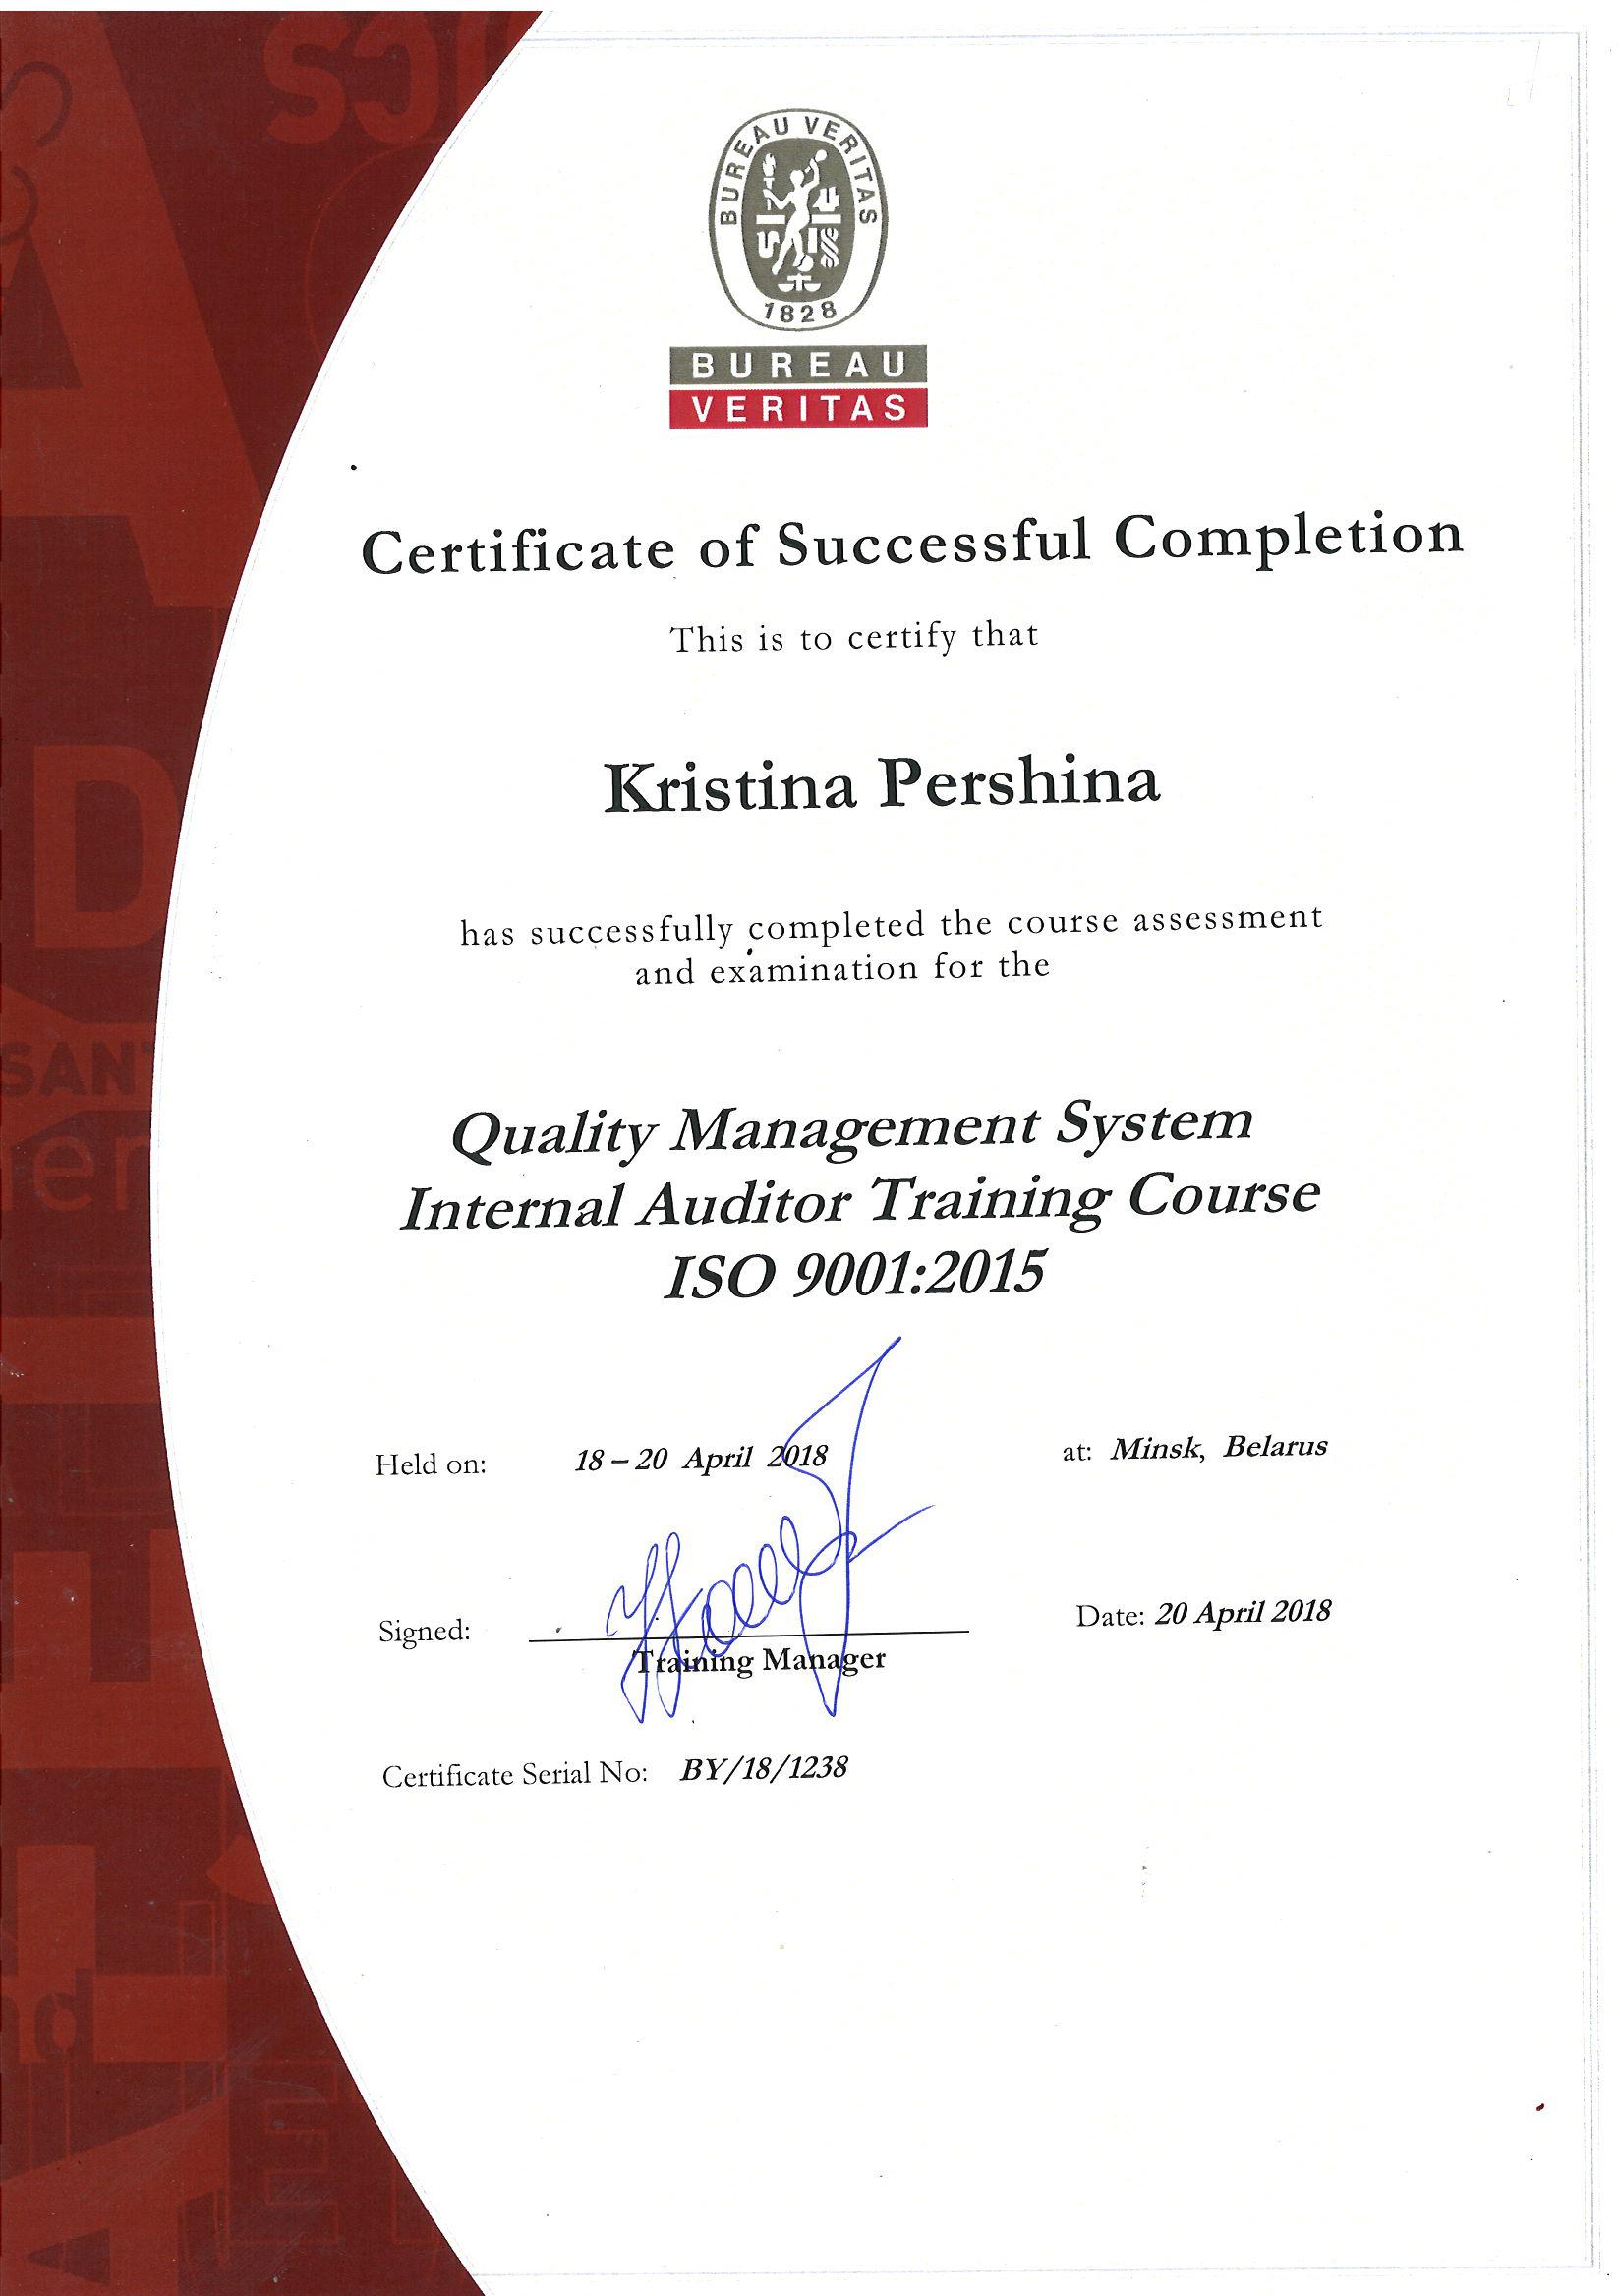 BUREAU VERITAS
1828
BUREAU
VERITAS
Certificate of Successful Completion
This is to certify that
Kristina Pershina
has successfully completed the course assessment
and examination for the
Quality Management System
Internal Auditor Training Course
ISO 9001:2015
Held on: 18 – 20 April 2018 at: Minsk, Belarus
Signed: Date: 20 April 2018
Training Manager
Certificate Serial No: BY/18/1238